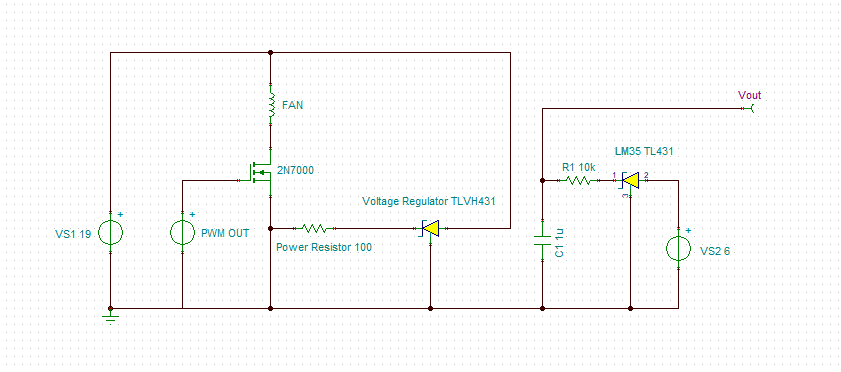 Vout
FAN
LM35 TL431
R1 10k
1
2
3
2N7000
Voltage Regulator TLVH431
+
+
+
VS1 19
PWM OUT
Power Resistor 100
C1 1u
VS2 6